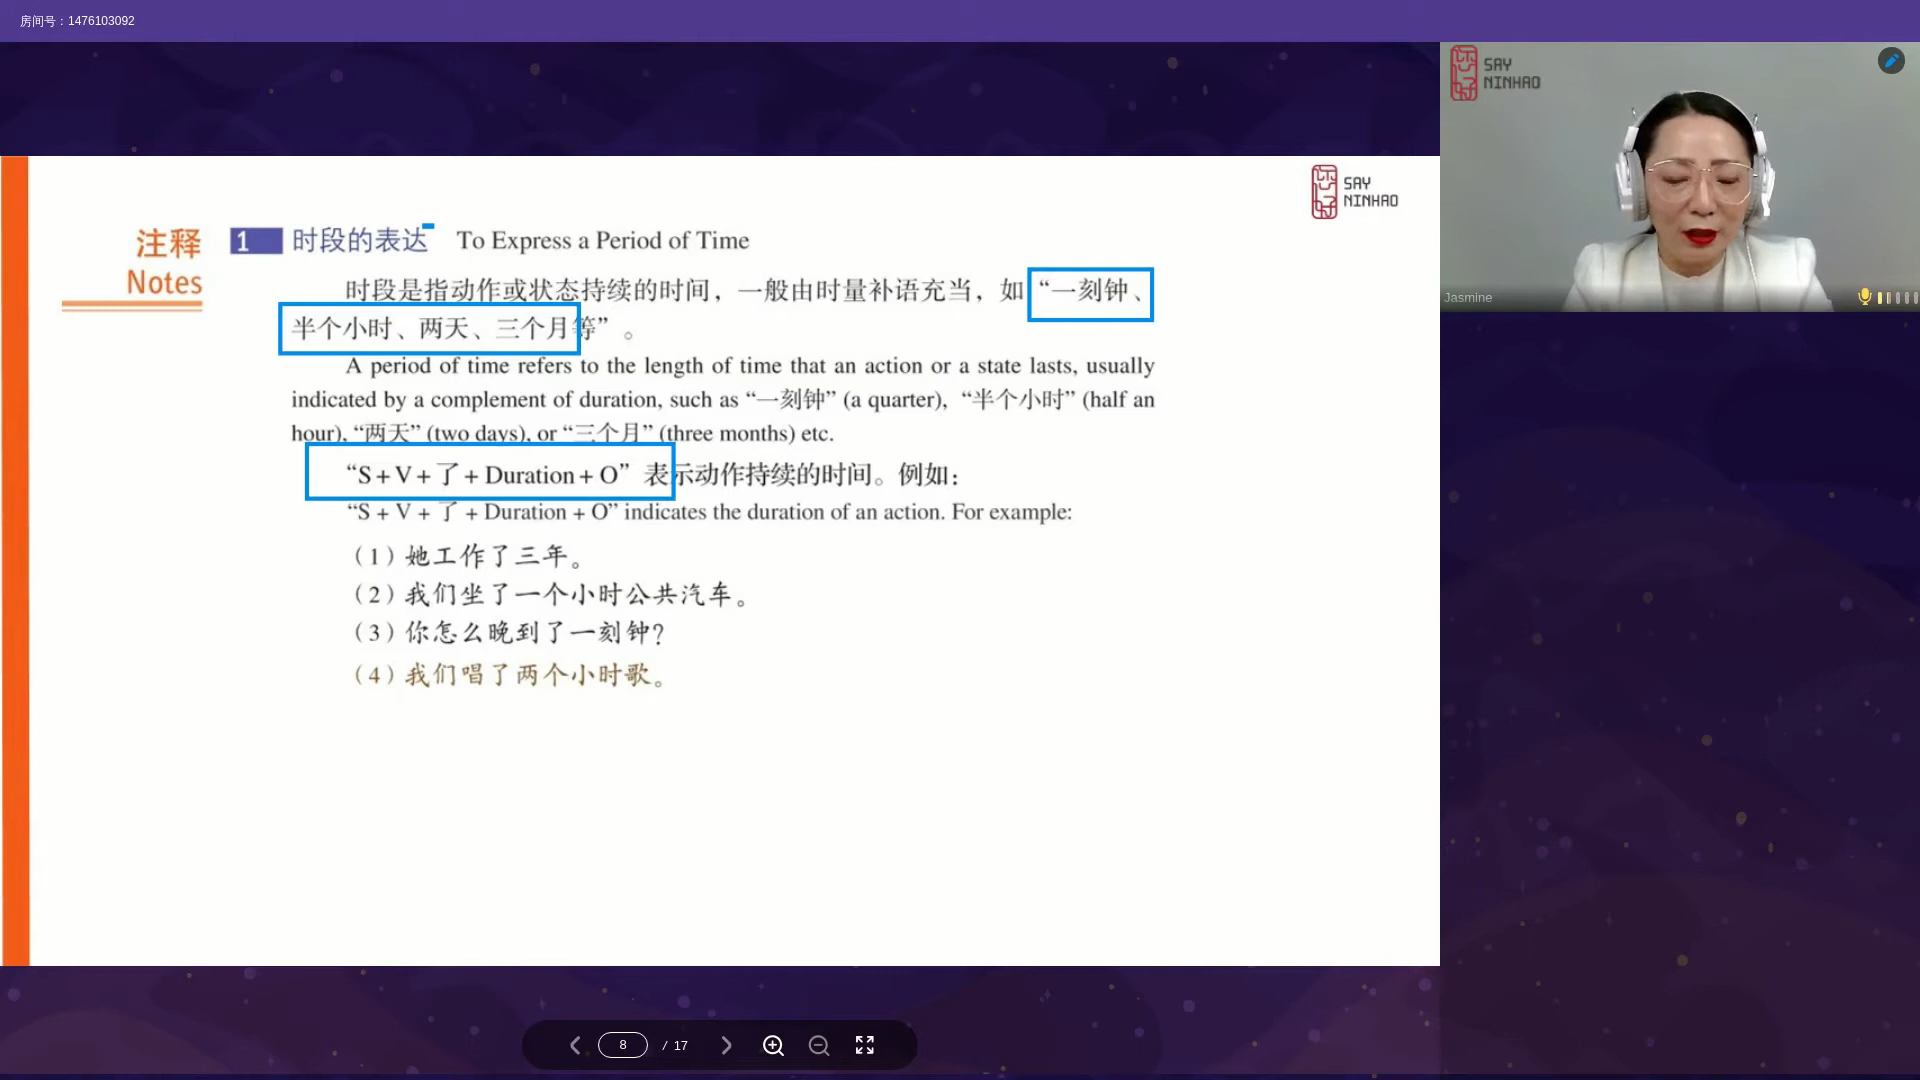 房间号：1476103092
SAY
NINHAO
Jasmine
SAY
NINHAO
注释
Notes
1 时段的表达 To Express a Period of Time
时段是指动作或状态持续的时间，一般由时量补语充当，如“一刻钟、
半个小时、两天、三个月等”。
A period of time refers to the length of time that an action or a state lasts, usually
indicated by a complement of duration, such as “一刻钟” (a quarter), “半个小时” (half an
hour), “两天” (two days), or “三个月” (three months) etc.
“S+V+了+Duration+O”表示动作持续的时间。例如：
“S + V + 了 + Duration + O” indicates the duration of an action. For example:
（1）她工作了三年。
（2）我们坐了一个小时公共汽车。
（3）你怎么晚到了一刻钟？
（4）我们唱了两个小时歌。
8 / 17